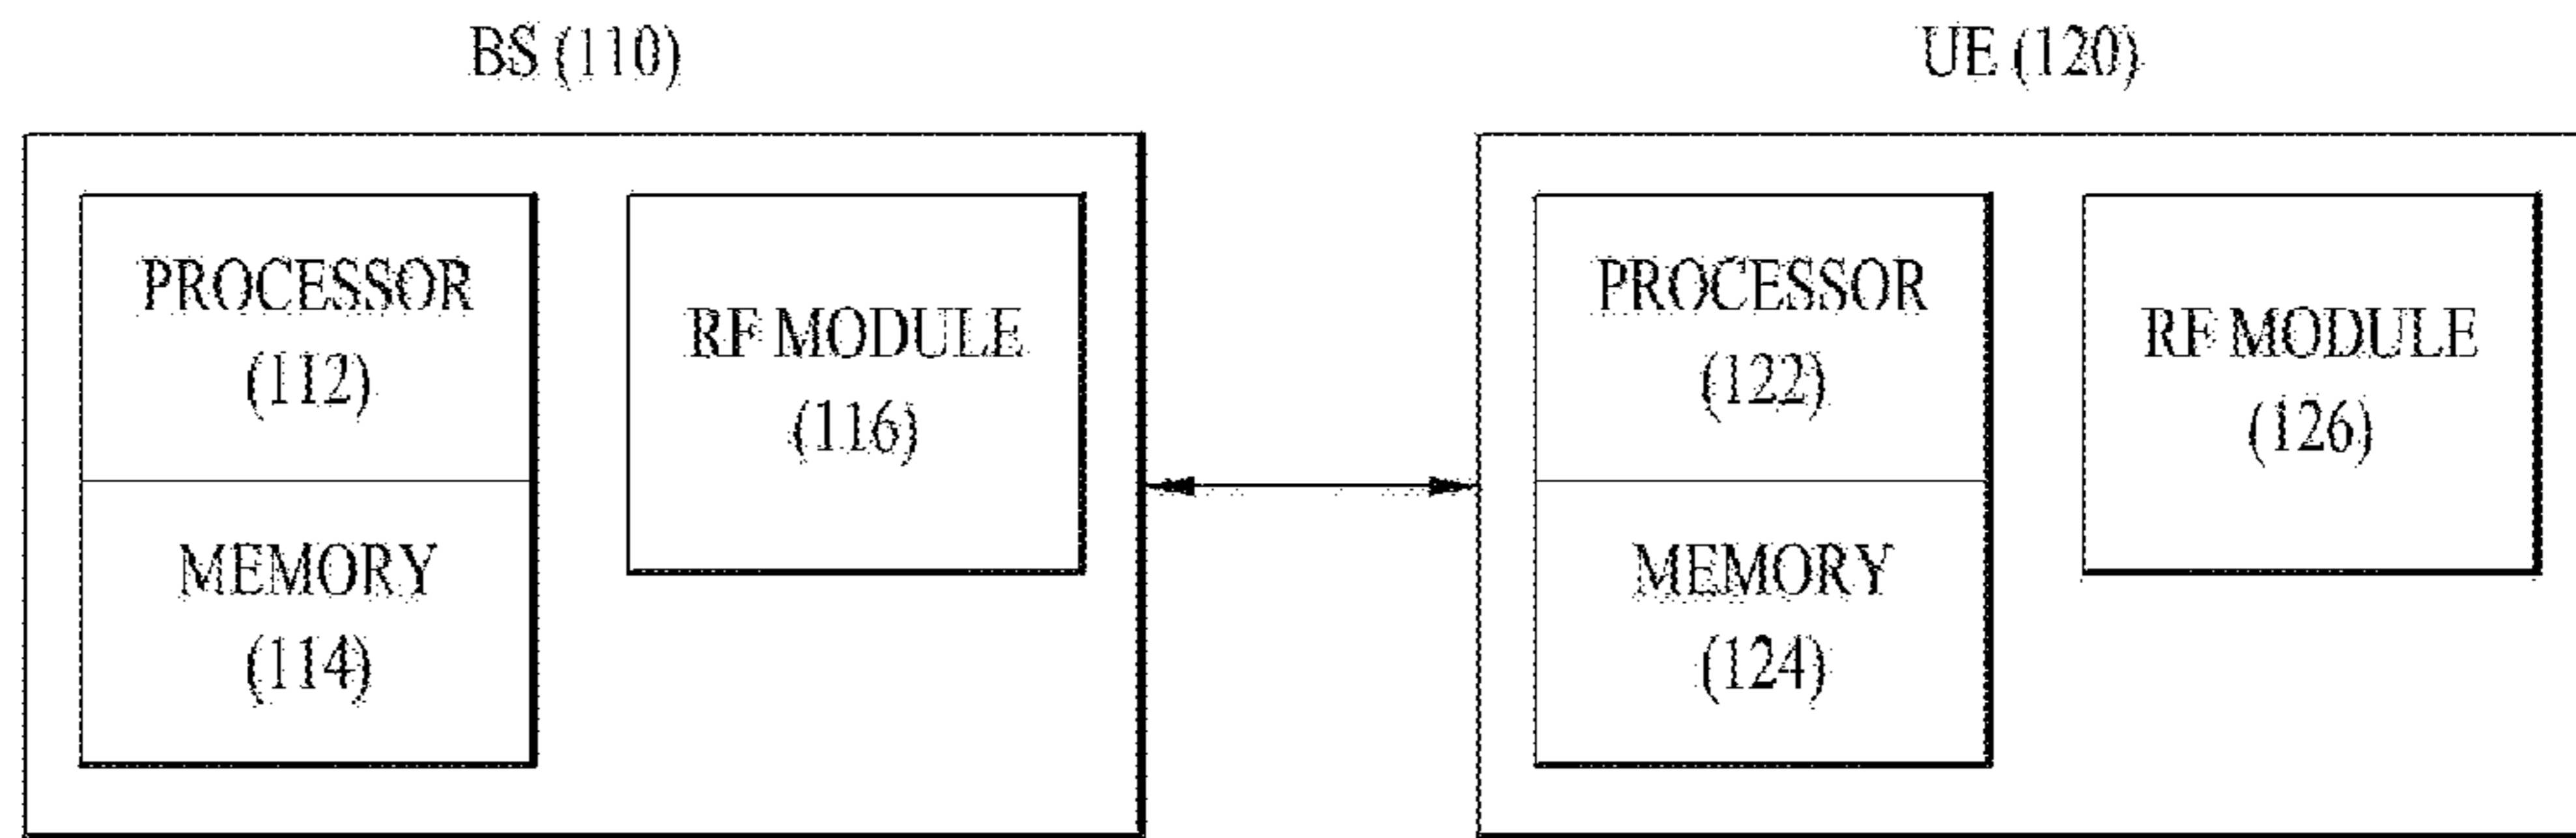 BS (110)
PROCESSOR
(112)
MEMORY
(114)
RF MODULE
(116)
UE (120)
PROCESSOR
(122)
MEMORY
(124)
RF MODULE
(126)